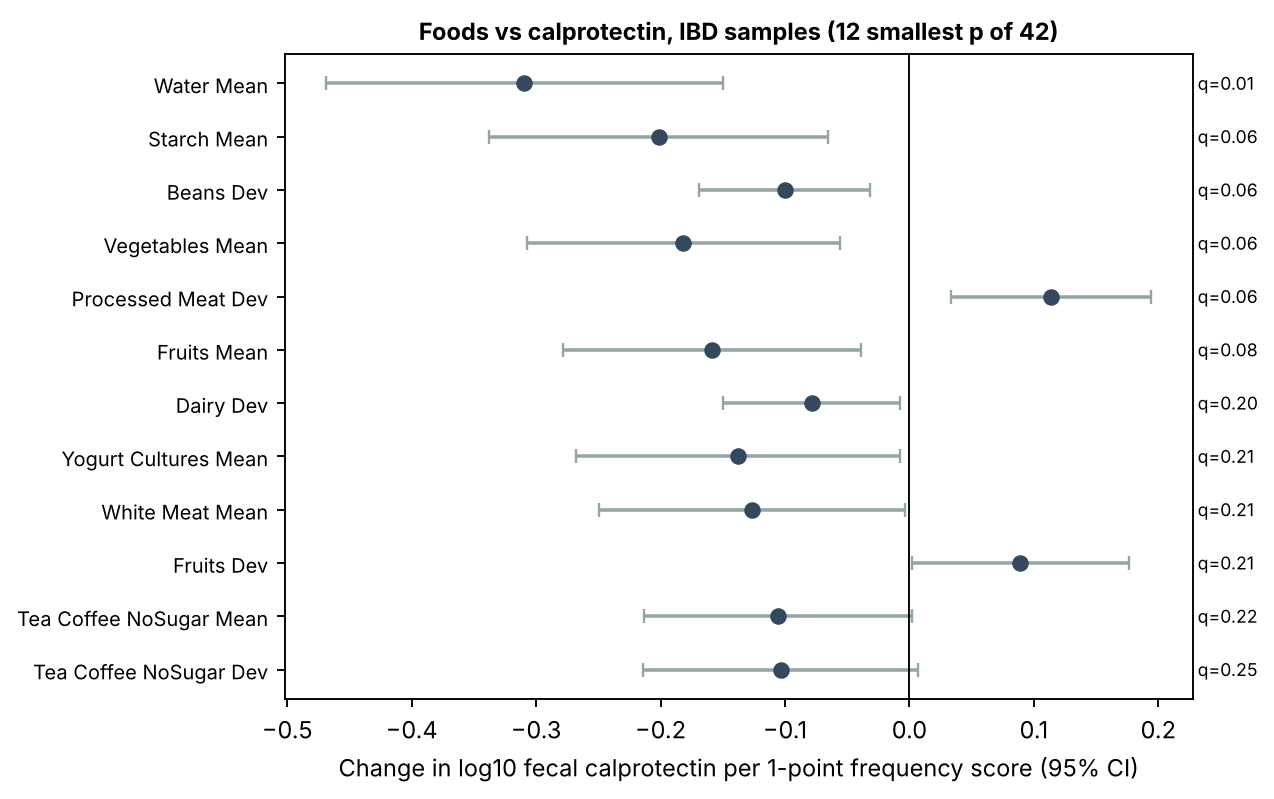 Foods vs calprotectin, IBD samples (12 smallest p of 42)
Water Mean q=0.01
Starch Mean q=0.06
Beans Dev q=0.06
Vegetables Mean q=0.06
Processed Meat Dev q=0.06
Fruits Mean q=0.08
Dairy Dev q=0.20
Yogurt Cultures Mean q=0.21
White Meat Mean q=0.21
Fruits Dev q=0.21
Tea Coffee NoSugar Mean q=0.22
Tea Coffee NoSugar Dev q=0.25
−0.5 −0.4 −0.3 −0.2 −0.1 0.0 0.1 0.2
Change in log10 fecal calprotectin per 1-point frequency score (95% CI)